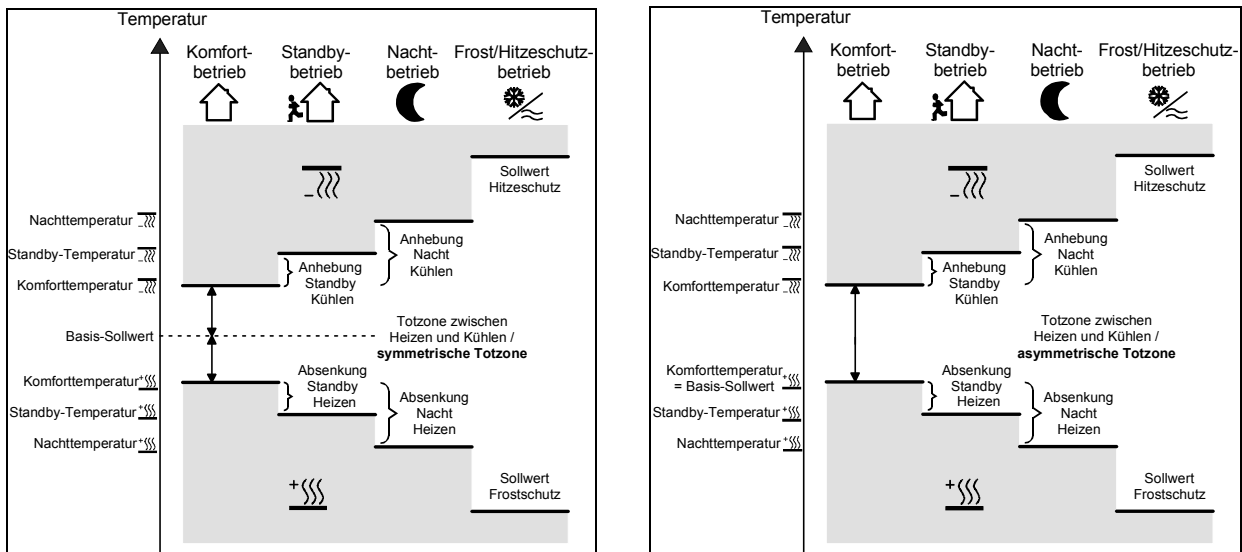 Temperatur
Komfort-
betrieb
Standby-
betrieb
Nacht-
betrieb
Frost/Hitzeschutz-
betrieb
Sollwert
Hitzeschutz
Nachttemperatur
Standby-Temperatur
Komforttemperatur
Anhebung
Standby
Kühlen
Anhebung
Nacht
Kühlen
Basis-Sollwert
Totzone zwischen
Heizen und Kühlen /
symmetrische Totzone
Komforttemperatur
Standby-Temperatur
Nachttemperatur
Absenkung
Standby
Heizen
Absenkung
Nacht
Heizen
Sollwert
Frostschutz
Temperatur
Komfort-
betrieb
Standby-
betrieb
Nacht-
betrieb
Frost/Hitzeschutz-
betrieb
Sollwert
Hitzeschutz
Nachttemperatur
Standby-Temperatur
Komforttemperatur
Anhebung
Standby
Kühlen
Anhebung
Nacht
Kühlen
Totzone zwischen
Heizen und Kühlen /
asymmetrische Totzone
Komforttemperatur
= Basis-Sollwert
Standby-Temperatur
Nachttemperatur
Absenkung
Standby
Heizen
Absenkung
Nacht
Heizen
Sollwert
Frostschutz